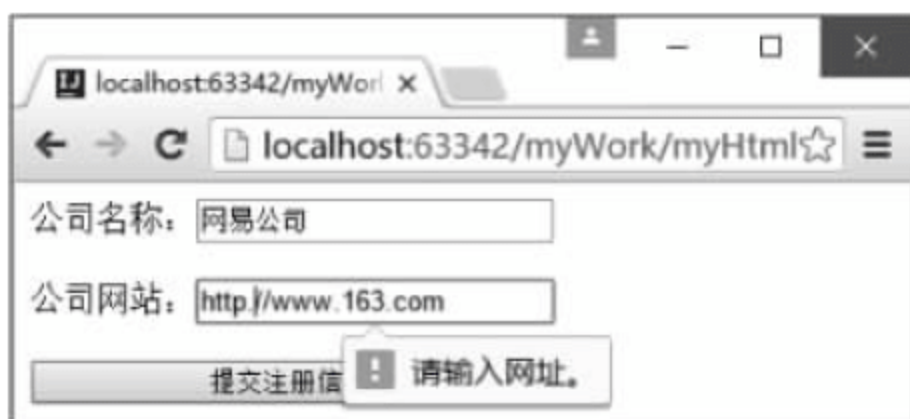 localhost:63342/myWor
localhost:63342/myWork/myHtml
公司名称：网易公司
公司网站：http.//www.163.com
请输入网址。
提交注册信